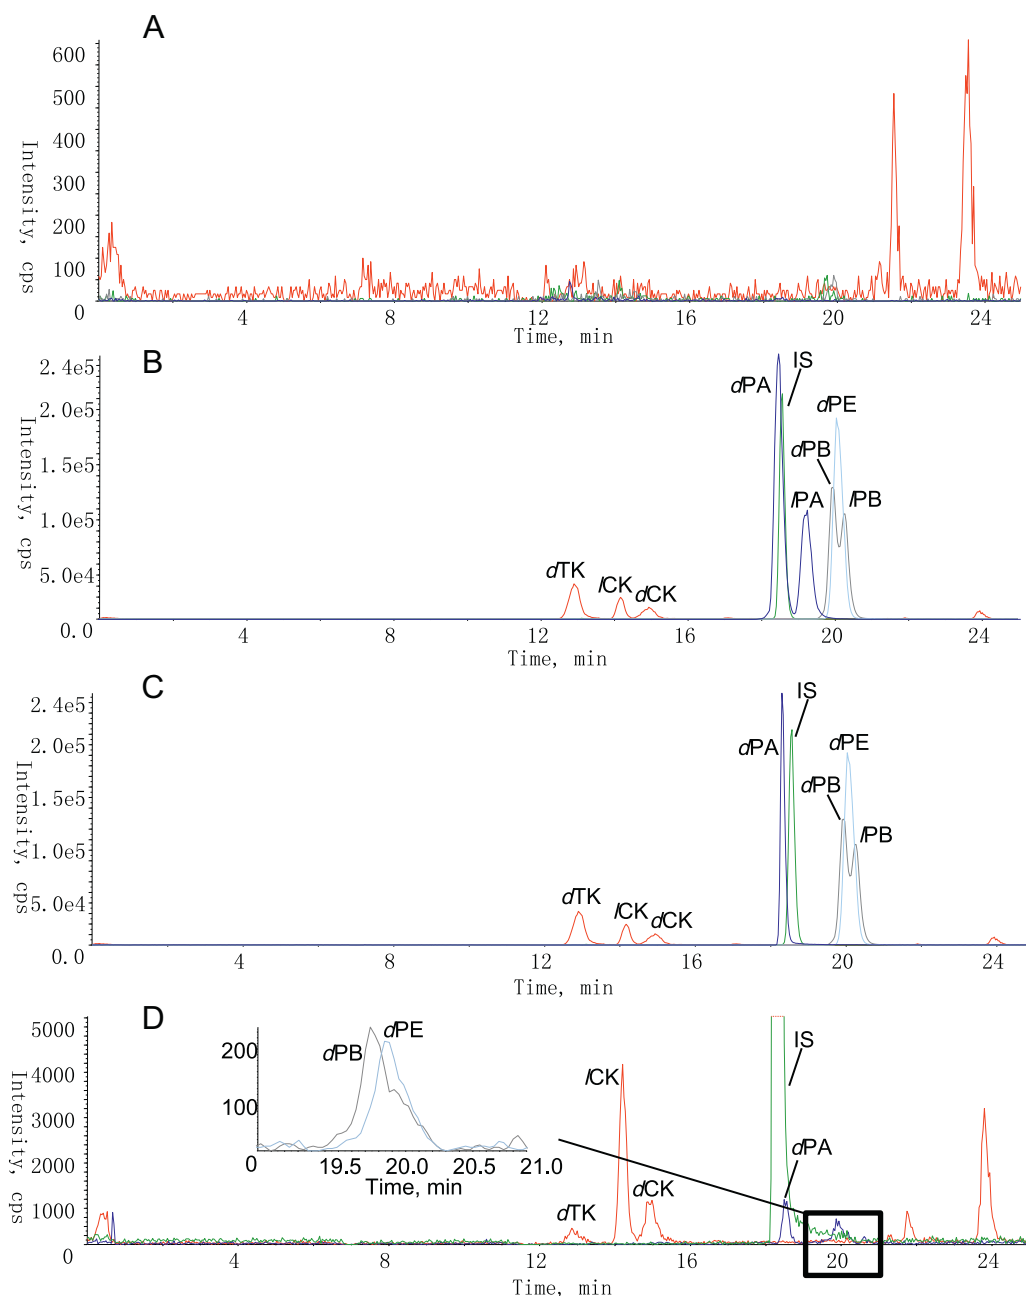 A
600
500
400
300
200
100
0
Intensity, cps
4
8
12
16
20
24
Time, min
B
2.4e5
2.0e5
1.5e5
1.0e5
5.0e4
0.0
Intensity, cps
dTK
lCK
dCK
dPA
IS
lPA
dPB
dPE
lPB
4
8
12
16
20
24
Time, min
C
2.4e5
2.0e5
1.5e5
1.0e5
5.0e4
0.0
Intensity, cps
dTK
lCK
dCK
dPA
IS
dPB
dPE
lPB
4
8
12
16
20
24
Time, min
D
5000
4000
3000
2000
1000
0
Intensity, cps
200
100
0
dPB
dPE
19.5
20.0
20.5
21.0
Time, min
dTK
lCK
dCK
IS
dPA
4
8
12
16
20
24
Time, min